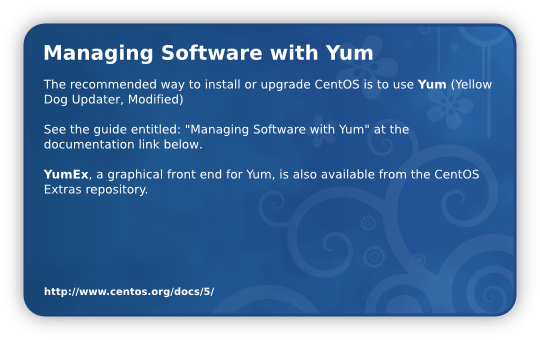 Managing Software with Yum
The recommended way to install or upgrade CentOS is to use Yum (Yellow
Dog Updater, Modified)
See the guide entitled: "Managing Software with Yum" at the
documentation link below.
YumEx, a graphical front end for Yum, is also available from the CentOS
Extras repository.
http://www.centos.org/docs/5/